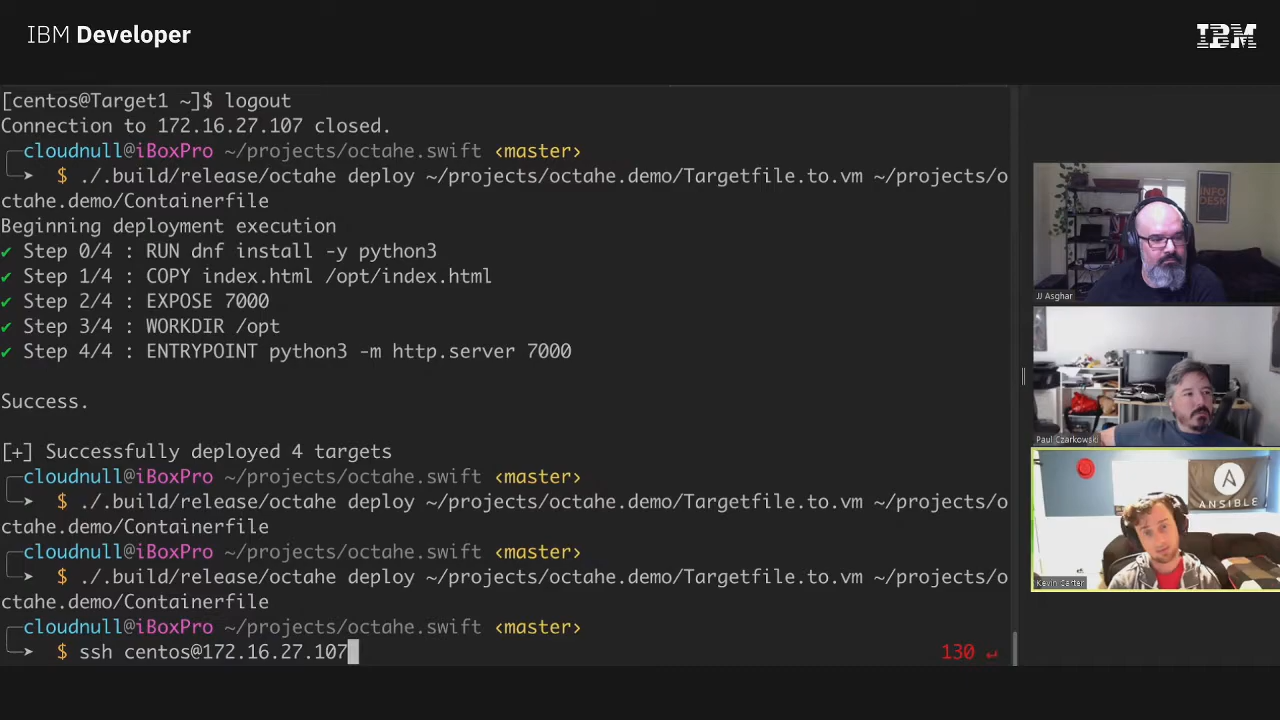 IBM Developer
IBM
[centos@Target1 ~]$ logout
Connection to 172.16.27.107 closed.
cloudnull@iBoxPro ~/projects/octahe.swift ‹master›
$ ./.build/release/octahe deploy ~/projects/octahe.demo/Targetfile.to.vm ~/projects/o
ctahe.demo/Containerfile
Beginning deployment execution
✔ Step 0/4 : RUN dnf install -y python3
✔ Step 1/4 : COPY index.html /opt/index.html
✔ Step 2/4 : EXPOSE 7000
✔ Step 3/4 : WORKDIR /opt
✔ Step 4/4 : ENTRYPOINT python3 -m http.server 7000
Success.
[+] Successfully deployed 4 targets
cloudnull@iBoxPro ~/projects/octahe.swift ‹master›
$ ./.build/release/octahe deploy ~/projects/octahe.demo/Targetfile.to.vm ~/projects/o
ctahe.demo/Containerfile
cloudnull@iBoxPro ~/projects/octahe.swift ‹master›
$ ./.build/release/octahe deploy ~/projects/octahe.demo/Targetfile.to.vm ~/projects/o
ctahe.demo/Containerfile
cloudnull@iBoxPro ~/projects/octahe.swift ‹master›
$ ssh centos@172.16.27.107 130 ↵
INFO
DESK
JJ Asghar
Paul Czarkowski
ANSIBLE
Kevin Carter